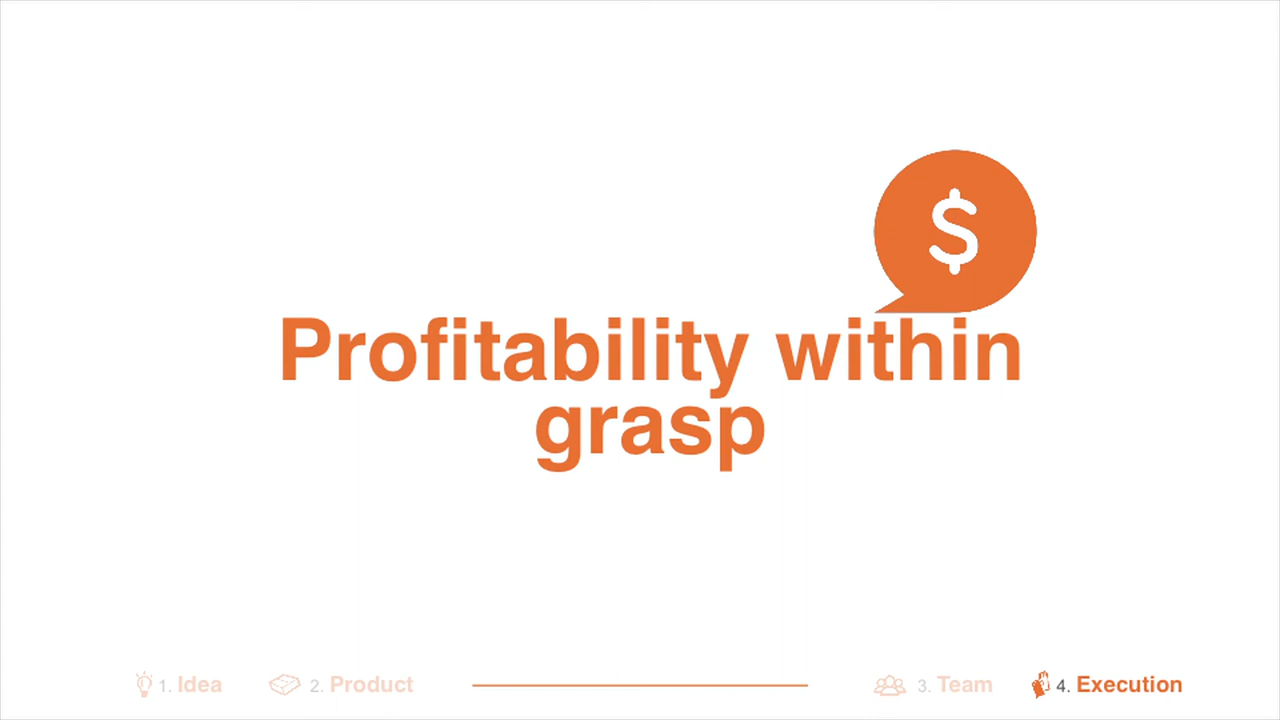 $
Profitability within
grasp
1. Idea 2. Product 3. Team 4. Execution